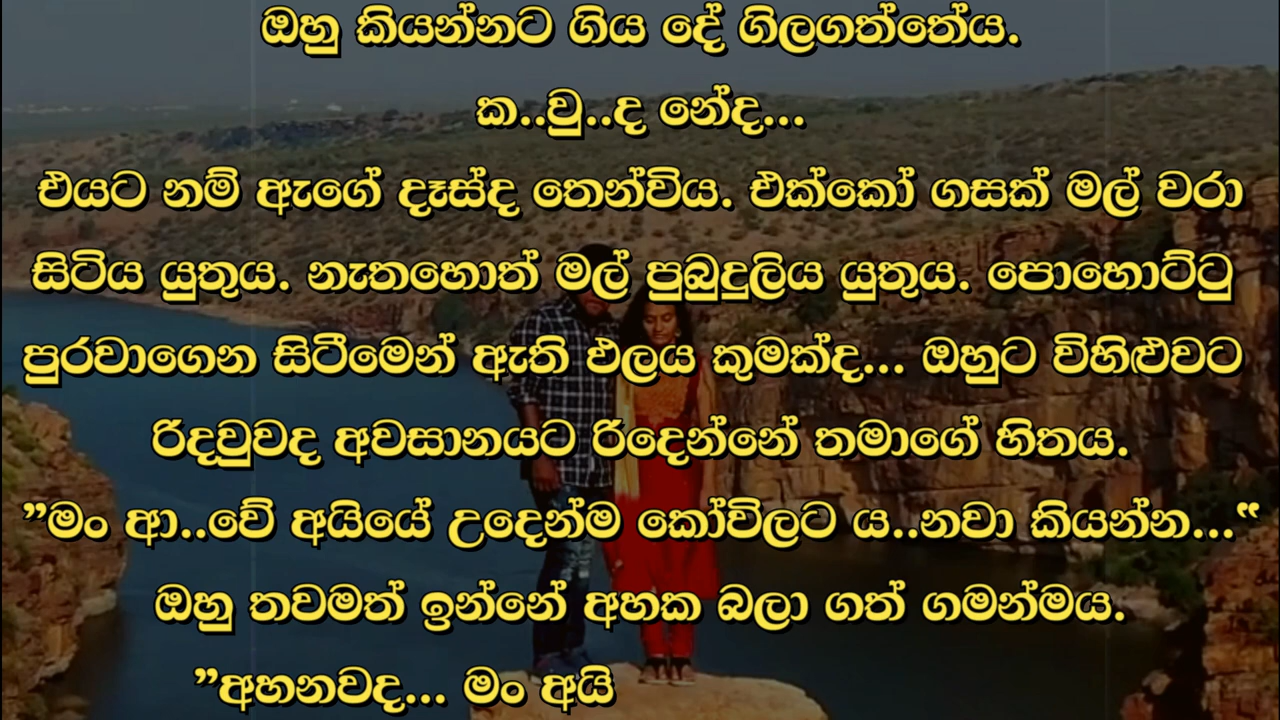 ඔහු කියන්නට ගිය දේ ගිලගත්තේය.
ක..වු..ද නේද...
එයට නම් ඇගේ දෑස්ද තෙත්විය. එක්කෝ ගසක් මල් වරා
සිටිය යුතුය. නැතහොත් මල් පුබුදුලිය යුතුය. පොහොට්ටු
පුරවාගෙන සිටීමෙන් ඇති ඵලය කුමක්ද... ඔහුට විහිළුවට
රිදවුවද අවසානයට රිදෙන්නේ තමාගේ හිතය.
”මං ආ..වේ අයියේ උදෙන්ම කෝවිලට ය..නවා කියන්න...“
ඔහු තවමත් ඉන්නේ අහක බලා ගත් ගමන්මය.
”අහනවද... මං අයි